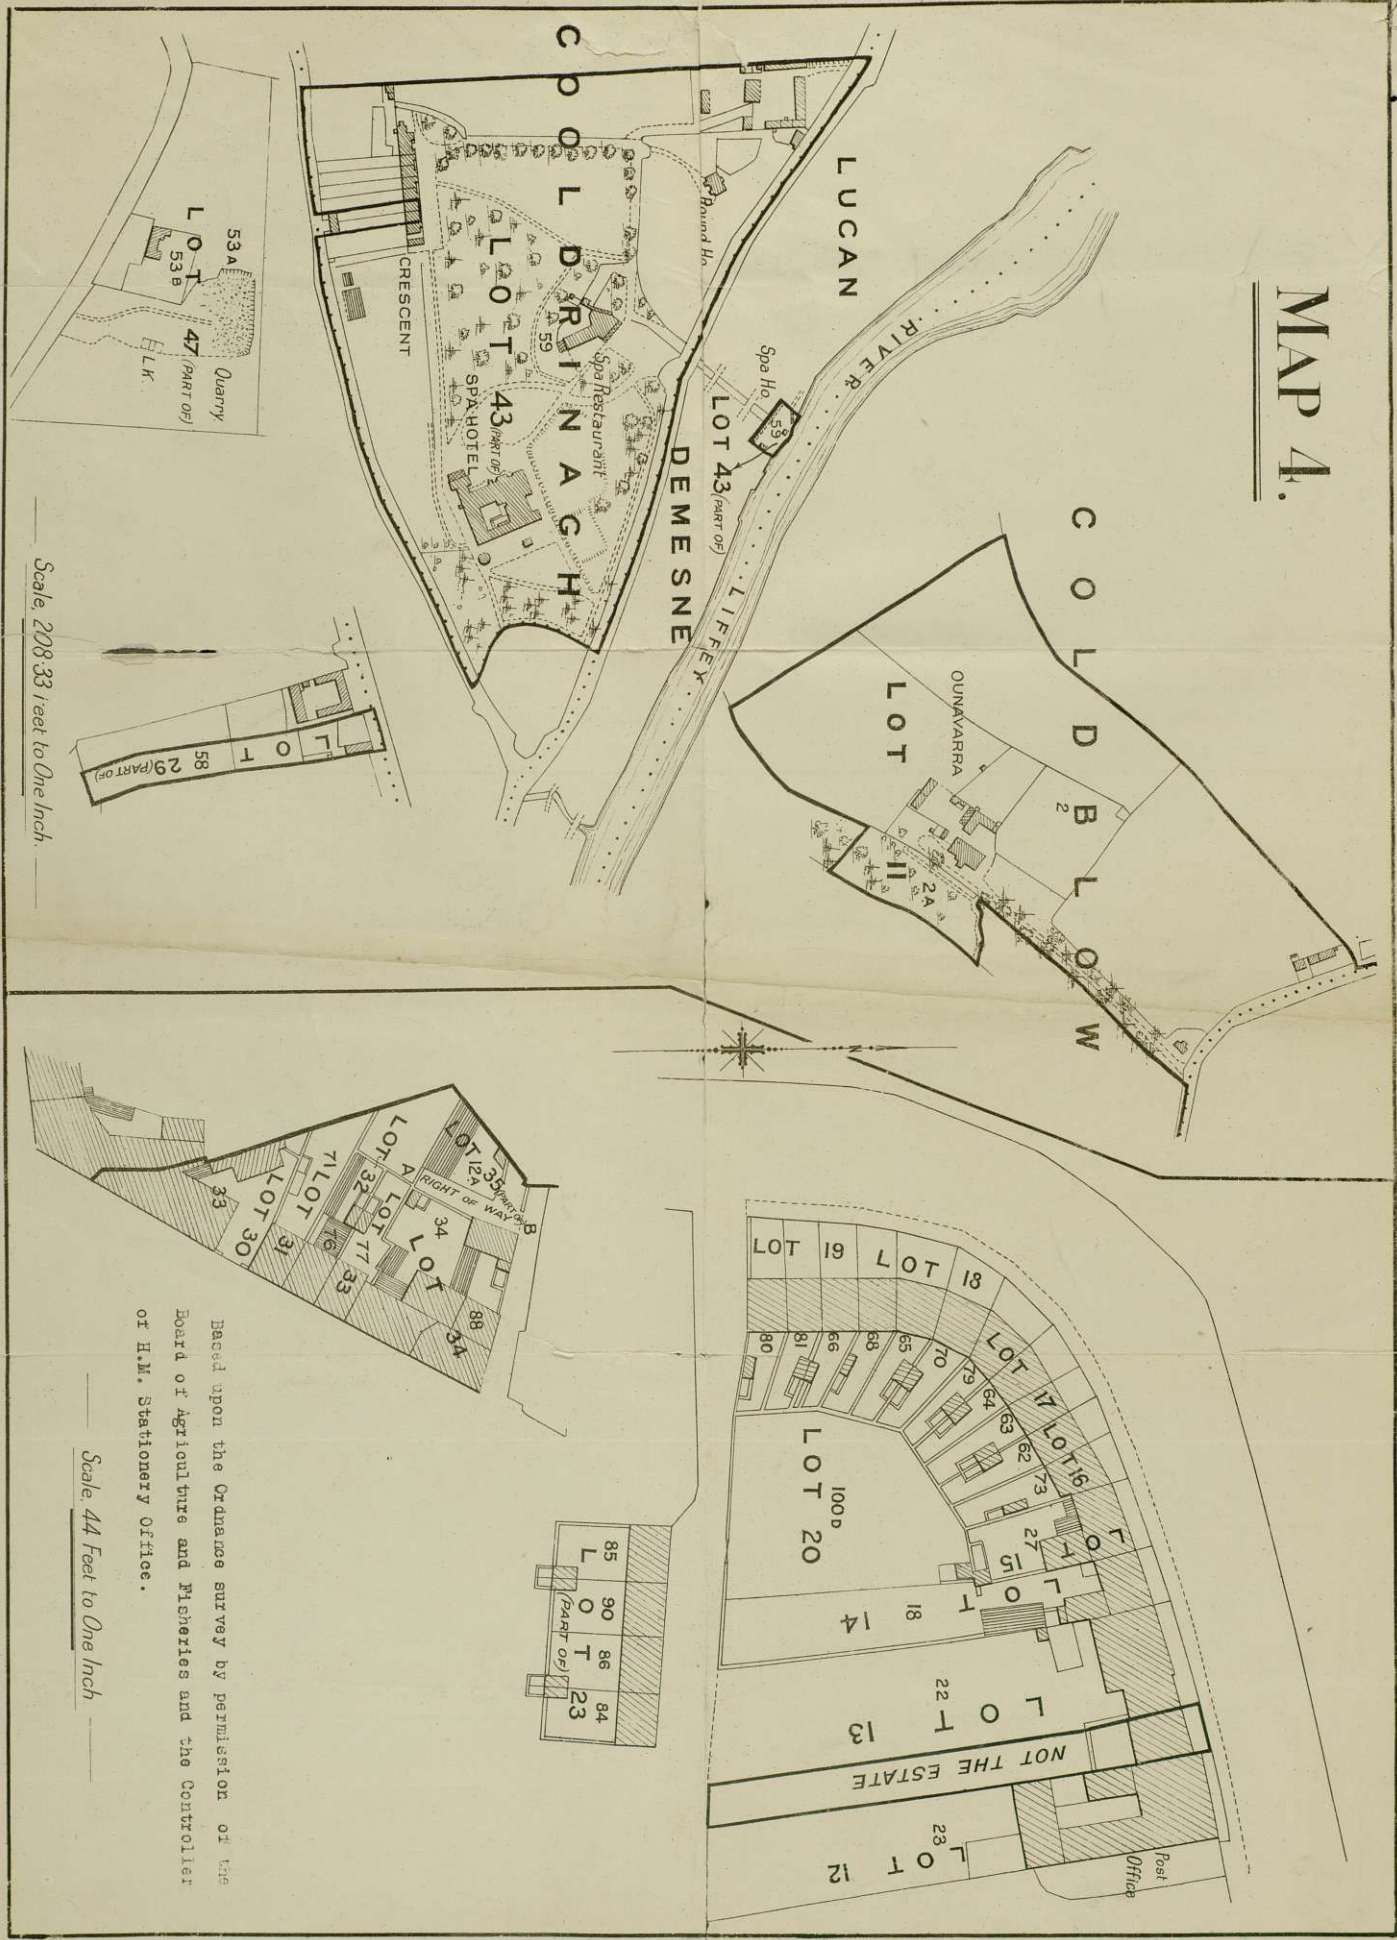 MAP 4.
COLDBLOW
OUNAVARRA
2
LOT 11
2A
LUCAN
DEMESNE
RIVER LIFFEY
Spa Ho.
59
LOT 43 (PART OF)
Round Ho.
COOLDRINAGH
Spa Restaurant
59
LOT 43 (PART OF)
SPA HOTEL
CRESCENT
53A
LOT 47 (PART OF)
53B
Quarry
L.K.
LOT
58
29 (PART OF)
Scale, 208·33 Feet to One Inch.
N
LOT 19
LOT 18
LOT 17
LOT 16
80
81
66
68
65
70
79
64
63
62
73
LOT 20
100D
27
LOT 15
LOT 14
18
22
LOT 13
NOT THE ESTATE
23
LOT 12
Post
Office
LOT 12A
35 (PART OF)
A RIGHT OF WAY B
LOT 32
71
LOT 31
LOT 30
33
76
77
LOT 33
34
LOT 34
88
85 90 86 84
LOT 23
(PART OF)
Based upon the Ordnance survey by permission of the
Board of Agriculture and Fisheries and the Controller
of H.M. Stationery Office.
Scale, 44 Feet to One Inch